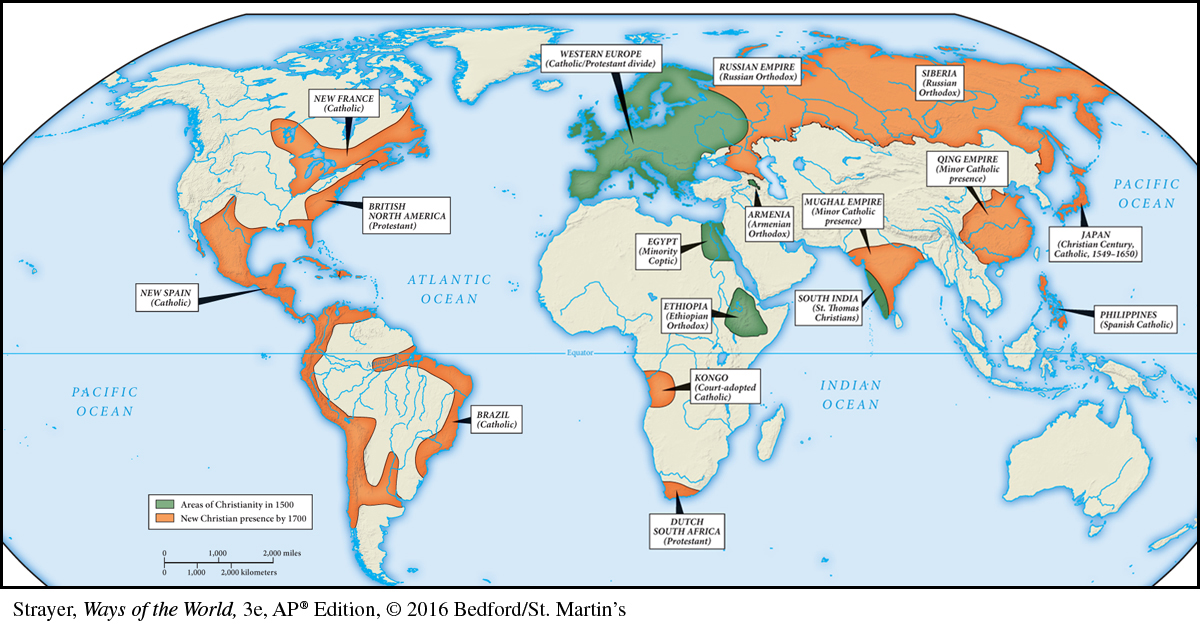 WESTERN EUROPE
(Catholic/Protestant divide)
RUSSIAN EMPIRE
(Russian Orthodox)
SIBERIA
(Russian
Orthodox)
NEW FRANCE
(Catholic)
QING EMPIRE
(Minor Catholic
presence)
PACIFIC
OCEAN
BRITISH
NORTH AMERICA
(Protestant)
MUGHAL EMPIRE
(Minor Catholic
presence)
ARMENIA
(Armenian
Orthodox)
JAPAN
(Christian Century,
Catholic, 1549–1650)
EGYPT
(Minority
Coptic)
ATLANTIC
OCEAN
NEW SPAIN
(Catholic)
ETHIOPIA
(Ethiopian
Orthodox)
SOUTH INDIA
(St. Thomas
Christians)
PHILIPPINES
(Spanish Catholic)
Equator
PACIFIC
OCEAN
KONGO
(Court-adopted
Catholic)
INDIAN
OCEAN
BRAZIL
(Catholic)
Areas of Christianity in 1500
New Christian presence by 1700
DUTCH
SOUTH AFRICA
(Protestant)
0 1,000 2,000 miles
0 1,000 2,000 kilometers
Strayer, Ways of the World, 3e, AP® Edition, © 2016 Bedford/St. Martin's